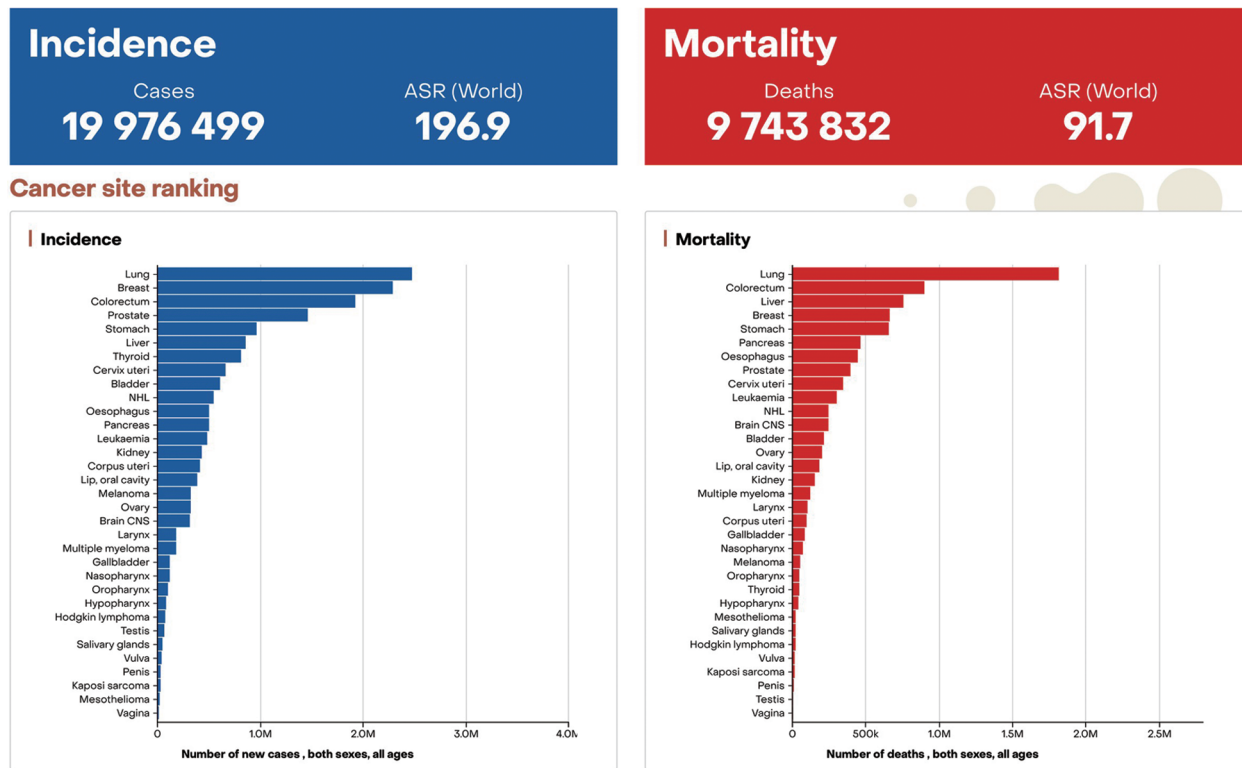 Incidence
Cases
ASR (World)
19 976 499
196.9
Mortality
Deaths
ASR (World)
9 743 832
91.7
Cancer site ranking
Incidence
Lung
Breast
Colorectum
Prostate
Stomach
Liver
Thyroid
Cervix uteri
Bladder
NHL
Oesophagus
Pancreas
Leukaemia
Kidney
Corpus uteri
Lip, oral cavity
Melanoma
Ovary
Brain CNS
Larynx
Multiple myeloma
Gallbladder
Nasopharynx
Oropharynx
Hypopharynx
Hodgkin lymphoma
Testis
Salivary glands
Vulva
Penis
Kaposi sarcoma
Mesothelioma
Vagina
0 1.0M 2.0M 3.0M 4.0M
Number of new cases , both sexes, all ages
Mortality
Lung
Colorectum
Liver
Breast
Stomach
Pancreas
Oesophagus
Prostate
Cervix uteri
Leukaemia
NHL
Brain CNS
Bladder
Ovary
Lip, oral cavity
Kidney
Multiple myeloma
Larynx
Corpus uteri
Gallbladder
Nasopharynx
Melanoma
Oropharynx
Thyroid
Hypopharynx
Mesothelioma
Salivary glands
Hodgkin lymphoma
Vulva
Kaposi sarcoma
Penis
Testis
Vagina
0 500k 1.0M 1.5M 2.0M 2.5M
Number of deaths , both sexes, all ages